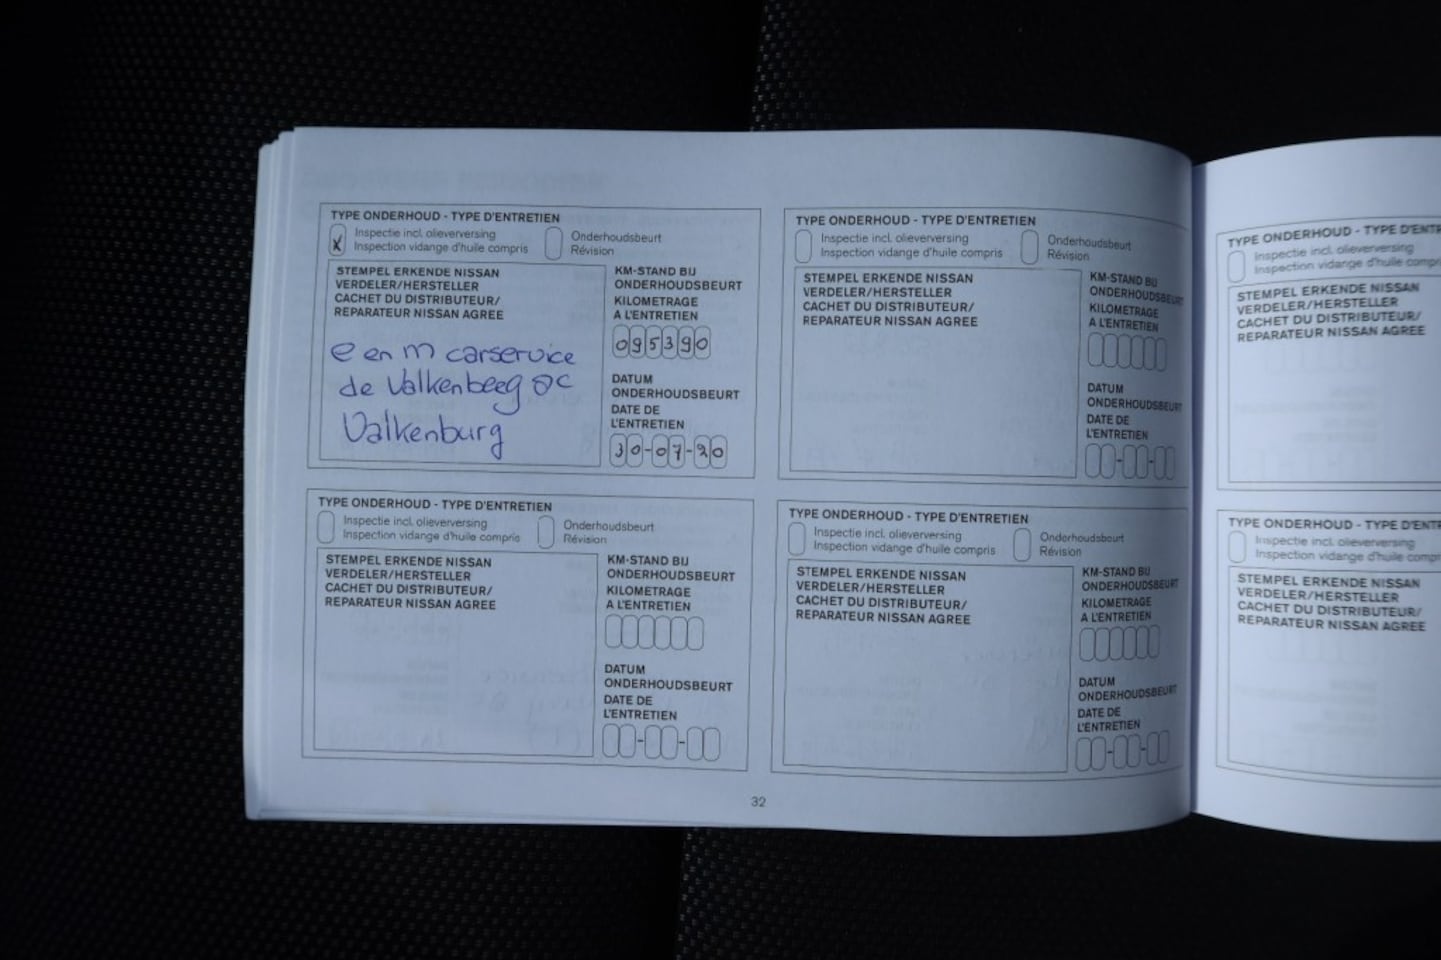 TYPE ONDERHOUD - TYPE D'ENTRETIEN
X Inspectie incl. olieverversing
Inspection vidange d'huile compris
Onderhoudsbeurt
Révision
STEMPEL ERKENDE NISSAN
VERDELER/HERSTELLER
CACHET DU DISTRIBUTEUR/
REPARATEUR NISSAN AGREE
e en m carservice
de Valkenbeeg
Valkenburg
KM-STAND BIJ
ONDERHOUDSBEURT
KILOMETRAGE
A L'ENTRETIEN
095390
DATUM
ONDERHOUDSBEURT
DATE DE
L'ENTRETIEN
30-07-20
TYPE ONDERHOUD - TYPE D'ENTRETIEN
Inspectie incl. olieverversing
Inspection vidange d'huile compris
Onderhoudsbeurt
Révision
STEMPEL ERKENDE NISSAN
VERDELER/HERSTELLER
CACHET DU DISTRIBUTEUR/
REPARATEUR NISSAN AGREE
KM-STAND BIJ
ONDERHOUDSBEURT
KILOMETRAGE
A L'ENTRETIEN
DATUM
ONDERHOUDSBEURT
DATE DE
L'ENTRETIEN
TYPE ONDERHOUD - TYPE D'ENTR
Inspectie incl. olieverversing
Inspection vidange d'huile compri
STEMPEL ERKENDE NISSAN
VERDELER/HERSTELLER
CACHET DU DISTRIBUTEUR/
REPARATEUR NISSAN AGREE
TYPE ONDERHOUD - TYPE D'ENTRETIEN
Inspectie incl. olieverversing
Inspection vidange d'huile compris
Onderhoudsbeurt
Révision
STEMPEL ERKENDE NISSAN
VERDELER/HERSTELLER
CACHET DU DISTRIBUTEUR/
REPARATEUR NISSAN AGREE
KM-STAND BIJ
ONDERHOUDSBEURT
KILOMETRAGE
A L'ENTRETIEN
DATUM
ONDERHOUDSBEURT
DATE DE
L'ENTRETIEN
TYPE ONDERHOUD - TYPE D'ENTRETIEN
Inspectie incl. olieverversing
Inspection vidange d'huile compris
Onderhoudsbeurt
Révision
STEMPEL ERKENDE NISSAN
VERDELER/HERSTELLER
CACHET DU DISTRIBUTEUR/
REPARATEUR NISSAN AGREE
KM-STAND BIJ
ONDERHOUDSBEURT
KILOMETRAGE
A L'ENTRETIEN
DATUM
ONDERHOUDSBEURT
DATE DE
L'ENTRETIEN
TYPE ONDERHOUD - TYPE D'ENT
Inspectie incl. olieverversing
Inspection vidange d'huile compr
STEMPEL ERKENDE NISSAN
VERDELER/HERSTELLER
CACHET DU DISTRIBUTEUR/
REPARATEUR NISSAN AGREE
32